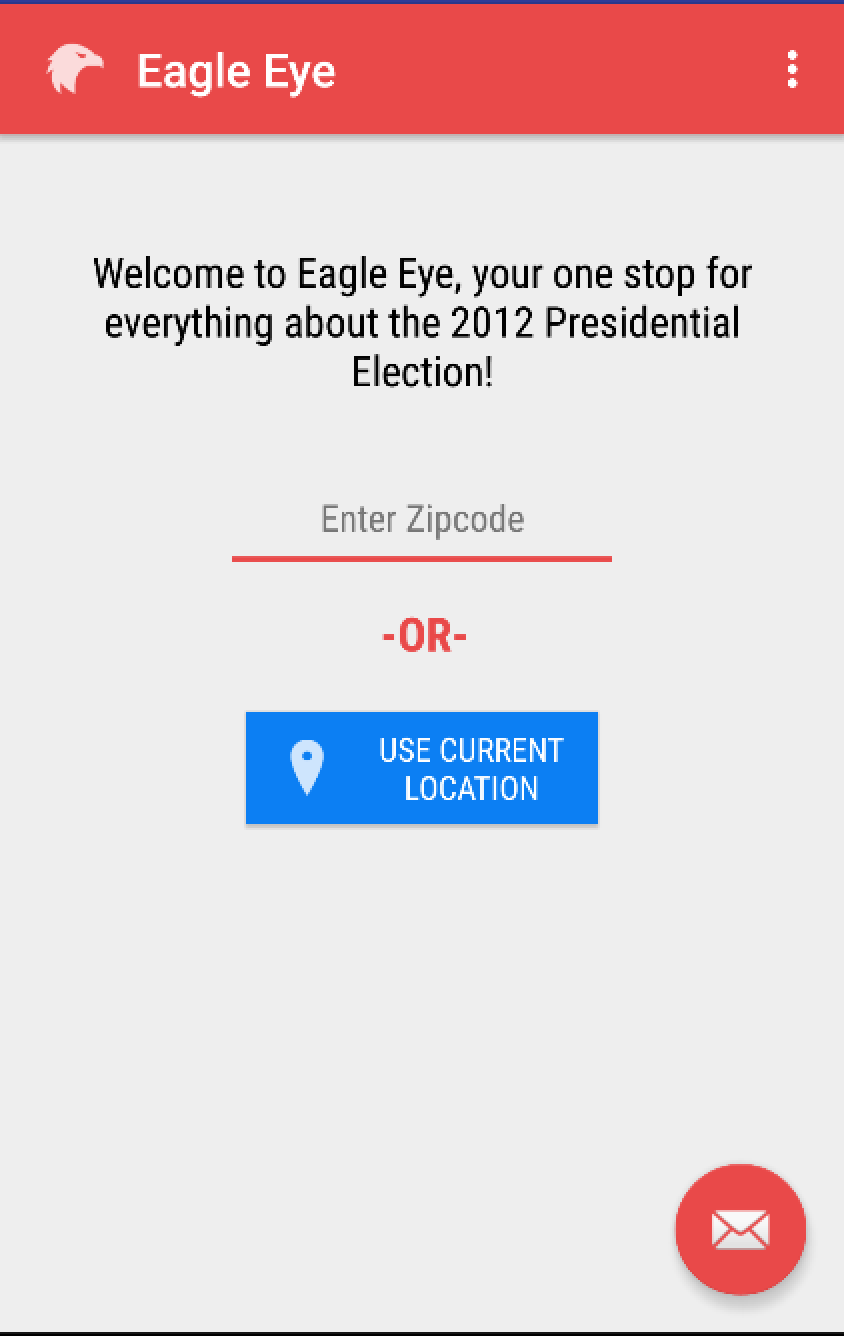 Eagle Eye
Welcome to Eagle Eye, your one stop for
everything about the 2012 Presidential
Election!
Enter Zipcode
-OR-
USE CURRENT
LOCATION